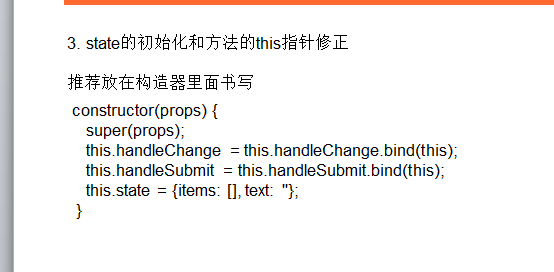 3. state的初始化和方法的this指针修正
推荐放在构造器里面书写
constructor(props) {
super(props);
this.handleChange = this.handleChange.bind(this);
this.handleSubmit = this.handleSubmit.bind(this);
this.state = {items: [], text: ''};
}